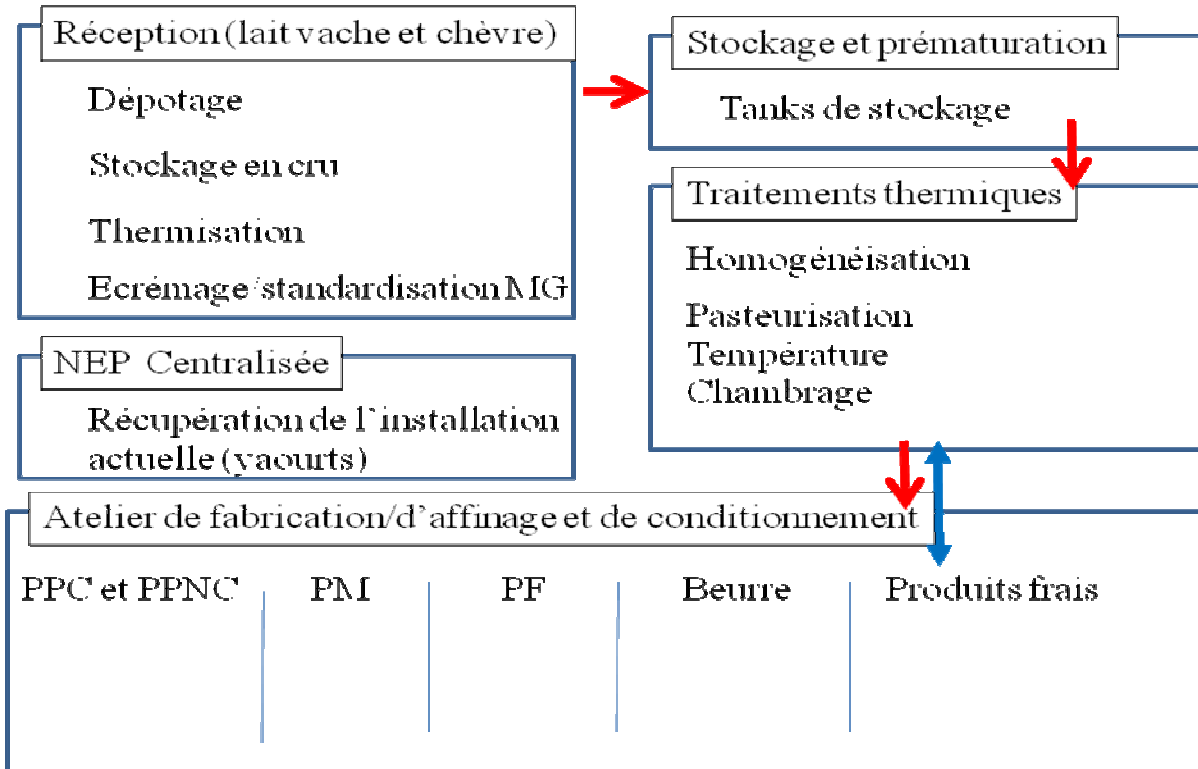 Réception (lait vache et chèvre)
Dépotage
Stockage en cru
Thermisation
Ecrémage/standardisation MG
Stockage et prématuration
Tanks de stockage
Traitements thermiques
Homogénéisation
Pasteurisation
Température
Chambrage
NEP Centralisée
Récupération de l'installation
actuelle (yaourts)
Atelier de fabrication/d'affinage et de conditionnement
PPC et PPNC
PM
PF
Beurre
Produits frais